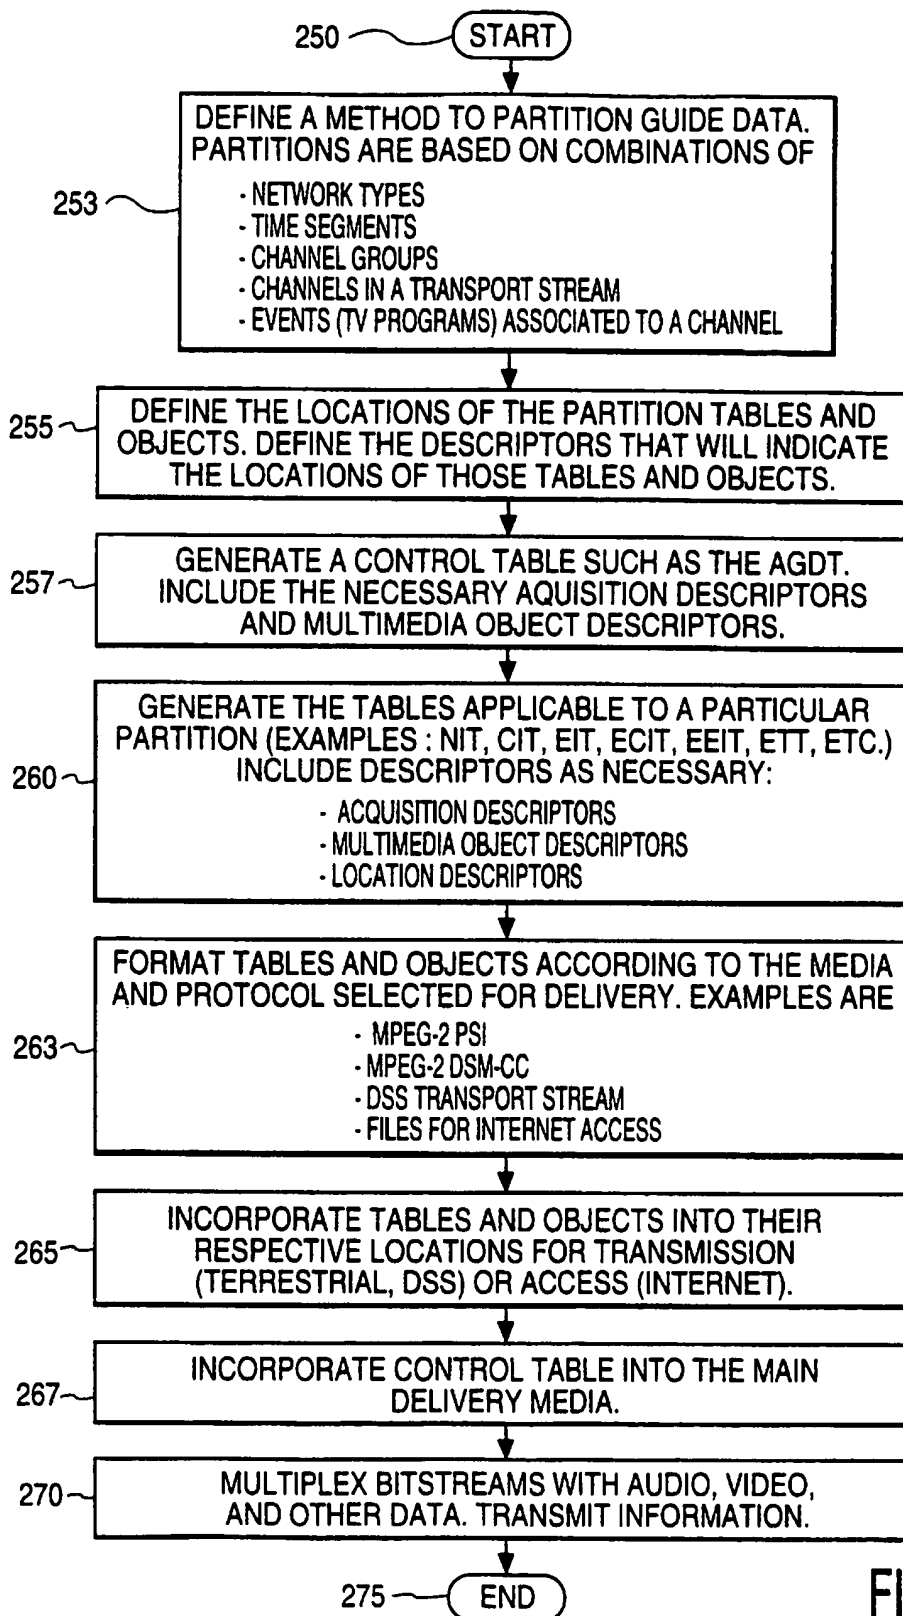 250 START
DEFINE A METHOD TO PARTITION GUIDE DATA.
PARTITIONS ARE BASED ON COMBINATIONS OF
- NETWORK TYPES
253
- TIME SEGMENTS
- CHANNEL GROUPS
- CHANNELS IN A TRANSPORT STREAM
- EVENTS (TV PROGRAMS) ASSOCIATED TO A CHANNEL
DEFINE THE LOCATIONS OF THE PARTITION TABLES AND
255 OBJECTS. DEFINE THE DESCRIPTORS THAT WILL INDICATE
THE LOCATIONS OF THOSE TABLES AND OBJECTS.
GENERATE A CONTROL TABLE SUCH AS THE AGDT.
257 INCLUDE THE NECESSARY AQUISITION DESCRIPTORS
AND MULTIMEDIA OBJECT DESCRIPTORS.
GENERATE THE TABLES APPLICABLE TO A PARTICULAR
PARTITION (EXAMPLES : NIT, CIT, EIT, ECIT, EEIT, ETT, ETC.)
260 INCLUDE DESCRIPTORS AS NECESSARY:
- ACQUISITION DESCRIPTORS
- MULTIMEDIA OBJECT DESCRIPTORS
- LOCATION DESCRIPTORS
FORMAT TABLES AND OBJECTS ACCORDING TO THE MEDIA
AND PROTOCOL SELECTED FOR DELIVERY. EXAMPLES ARE
- MPEG-2 PSI
263
- MPEG-2 DSM-CC
- DSS TRANSPORT STREAM
- FILES FOR INTERNET ACCESS
INCORPORATE TABLES AND OBJECTS INTO THEIR
265 RESPECTIVE LOCATIONS FOR TRANSMISSION
(TERRESTRIAL, DSS) OR ACCESS (INTERNET).
INCORPORATE CONTROL TABLE INTO THE MAIN
267 DELIVERY MEDIA.
270 MULTIPLEX BITSTREAMS WITH AUDIO, VIDEO,
AND OTHER DATA. TRANSMIT INFORMATION.
275 END